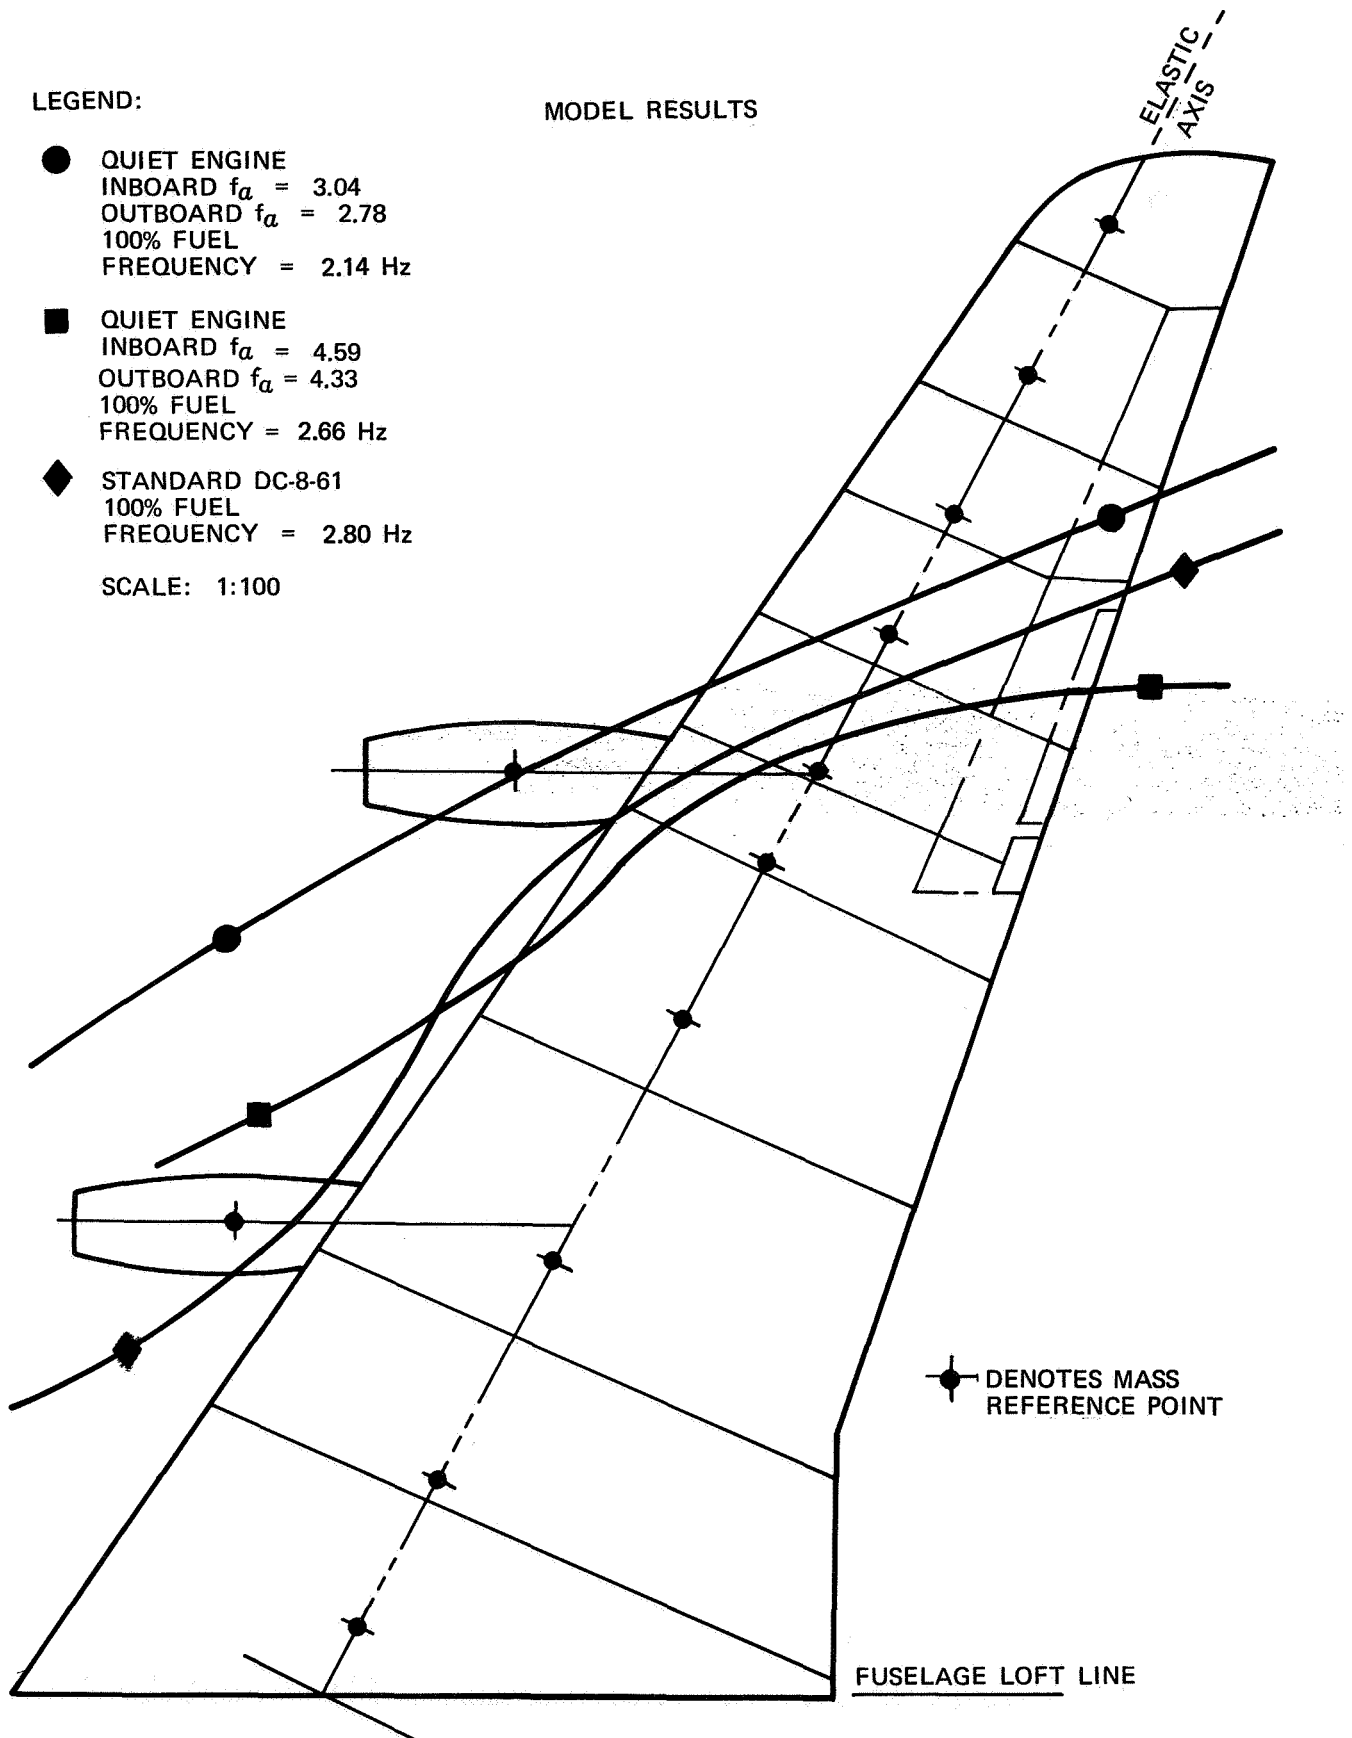 LEGEND:
MODEL RESULTS
ELASTIC
AXIS
QUIET ENGINE
INBOARD fa = 3.04
OUTBOARD fa = 2.78
100% FUEL
FREQUENCY = 2.14 Hz
QUIET ENGINE
INBOARD fa = 4.59
OUTBOARD fa = 4.33
100% FUEL
FREQUENCY = 2.66 Hz
STANDARD DC-8-61
100% FUEL
FREQUENCY = 2.80 Hz
SCALE: 1:100
DENOTES MASS
REFERENCE POINT
FUSELAGE LOFT LINE